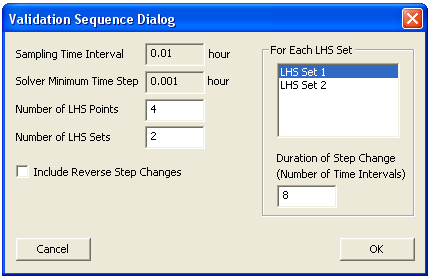 Validation Sequence Dialog
Sampling Time Interval 0.01 hour
Solver Minimum Time Step 0.001 hour
Number of LHS Points 4
Number of LHS Sets 2
Include Reverse Step Changes
For Each LHS Set
LHS Set 1
LHS Set 2
Duration of Step Change
(Number of Time Intervals)
8
Cancel
OK